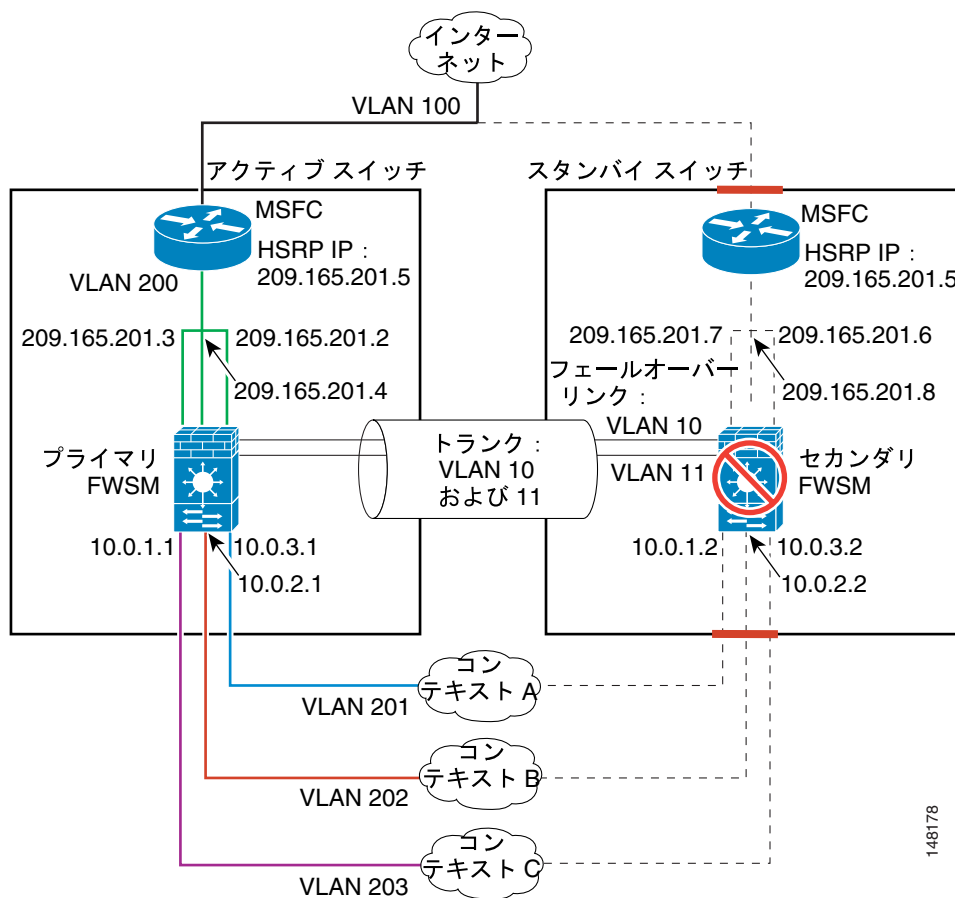 インター
ネット
VLAN 100
アクティブ スイッチ
スタンバイ スイッチ
MSFC
HSRP IP :
209.165.201.5
VLAN 200
209.165.201.3
209.165.201.2
209.165.201.4
MSFC
HSRP IP :
209.165.201.5
209.165.201.7
209.165.201.6
209.165.201.8
フェールオーバー
リンク :
VLAN 10
VLAN 11
トランク :
VLAN 10
および 11
プライマリ
FWSM
セカンダリ
FWSM
10.0.1.1
10.0.3.1
10.0.2.1
10.0.1.2
10.0.3.2
10.0.2.2
コン
テキスト A
VLAN 201
コン
テキスト B
VLAN 202
コン
テキスト C
VLAN 203
148178